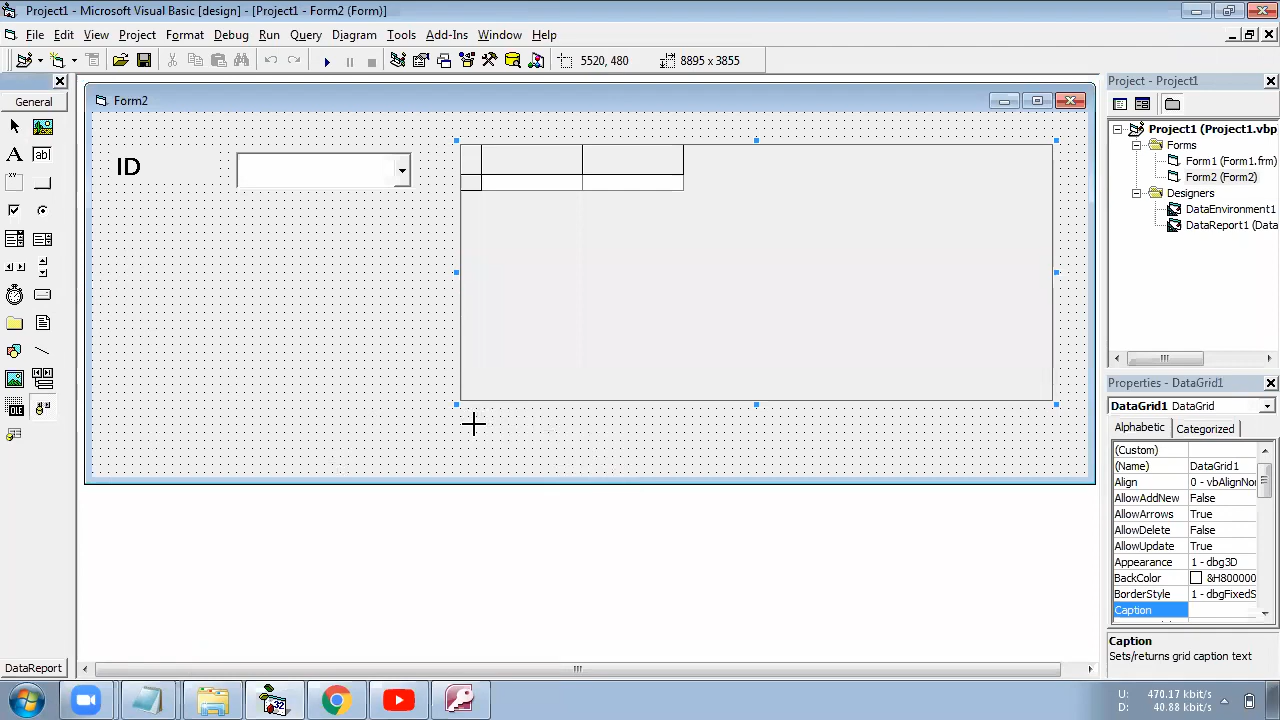 Project1 - Microsoft Visual Basic [design] - [Project1 - Form2 (Form)]
File Edit View Project Format Debug Run Query Diagram Tools Add-Ins Window Help
5520, 480 8895 x 3855
General
Form2
ID
Project - Project1
Project1 (Project1.vbp
Forms
Form1 (Form1.frm)
Form2 (Form2)
Designers
DataEnvironment1
DataReport1 (Data
Properties - DataGrid1
DataGrid1 DataGrid
Alphabetic Categorized
(Custom)
(Name) DataGrid1
Align 0 - vbAlignNo
AllowAddNew False
AllowArrows True
AllowDelete False
AllowUpdate True
Appearance 1 - dbg3D
BackColor &H800000
BorderStyle 1 - dbgFixedS
Caption
Caption
Sets/returns grid caption text
DataReport
U: 470.17 kbit/s
D: 40.88 kbit/s